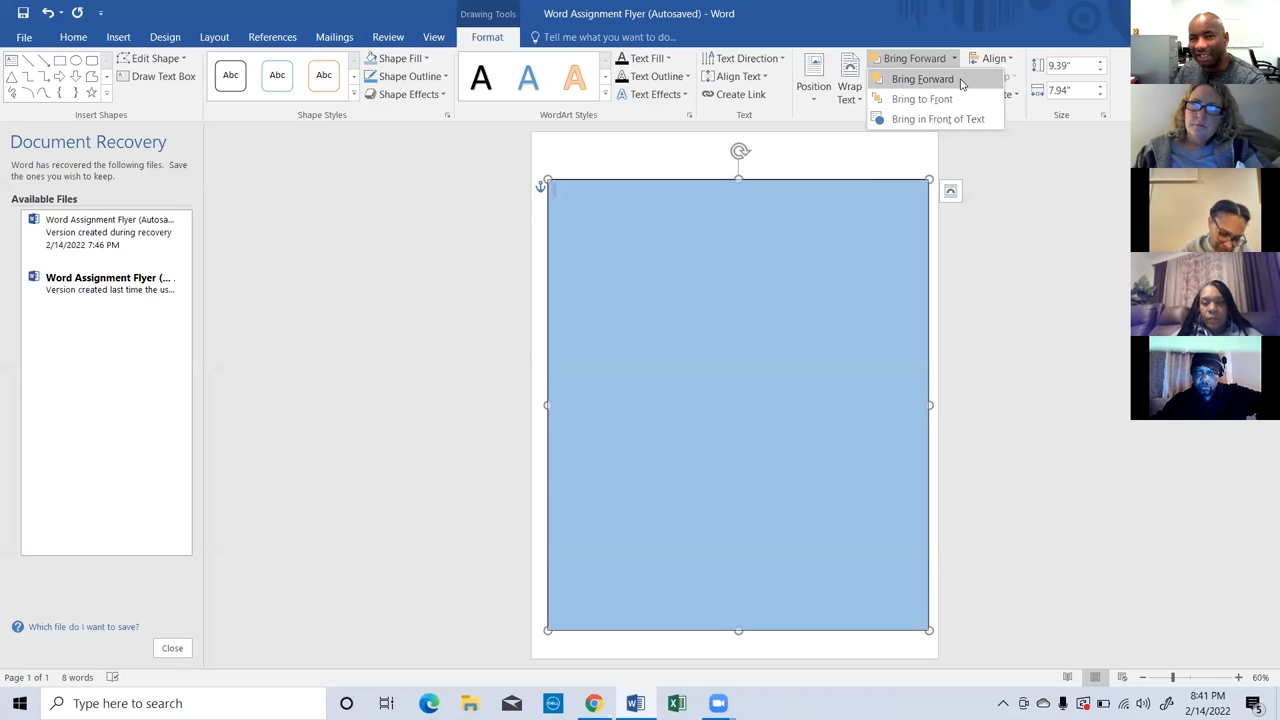 Drawing Tools
Word Assignment Flyer (Autosaved) - Word
File
Home
Insert
Design
Layout
References
Mailings
Review
View
Format
Tell me what you want to do...
Edit Shape
Draw Text Box
Insert Shapes
Abc
Abc
Abc
Shape Fill
Shape Outline
Shape Effects
Shape Styles
A
A
A
WordArt Styles
Text Fill
Text Outline
Text Effects
Text Direction
Align Text
Create Link
Text
Position
Wrap
Text
Bring Forward
Bring Forward
Bring to Front
Bring in Front of Text
Align
9.39"
7.94"
Size
Document Recovery
Word has recovered the following files. Save
the ones you wish to keep.
Available Files
Word Assignment Flyer (Autosa...
Version created during recovery
2/14/2022 7:46 PM
Word Assignment Flyer (...
Version created last time the us...
Which file do I want to save?
Close
Page 1 of 1
8 words
60%
Type here to search
8:41 PM
2/14/2022
5